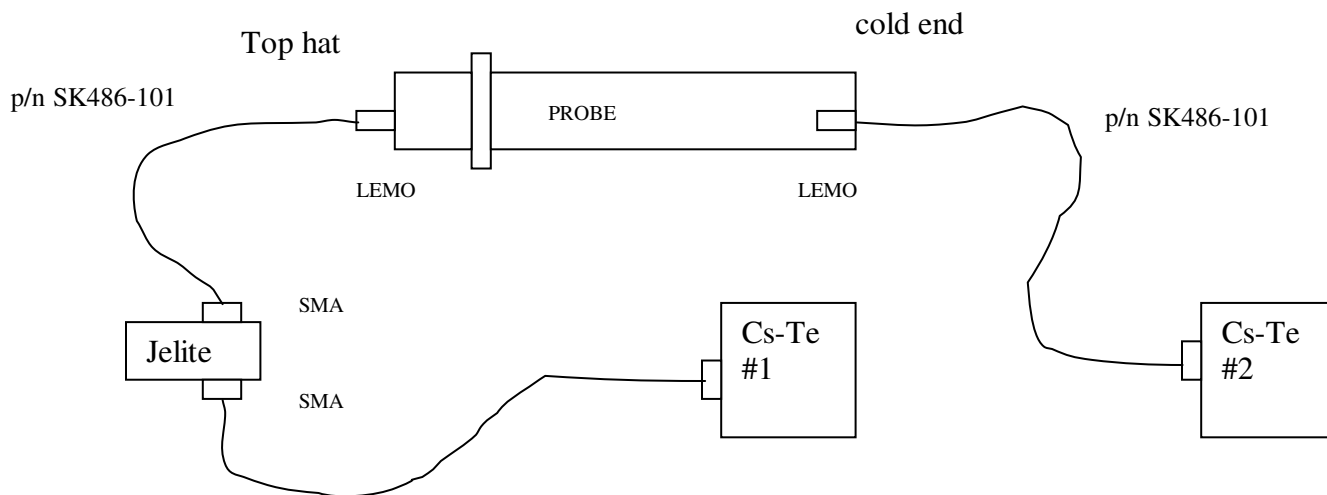 Top hat
cold end
p/n SK486-101
PROBE
p/n SK486-101
LEMO
LEMO
SMA
Jelite
SMA
Cs-Te
#1
Cs-Te
#2